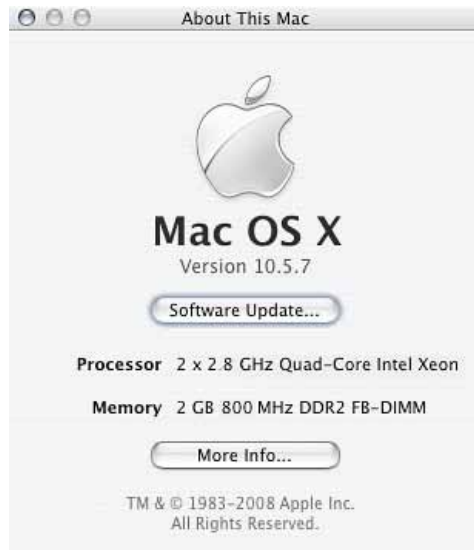 About This Mac
Mac OS X
Version 10.5.7
Software Update...
Processor 2 x 2.8 GHz Quad-Core Intel Xeon
Memory 2 GB 800 MHz DDR2 FB-DIMM
More Info...
TM & © 1983-2008 Apple Inc.
All Rights Reserved.